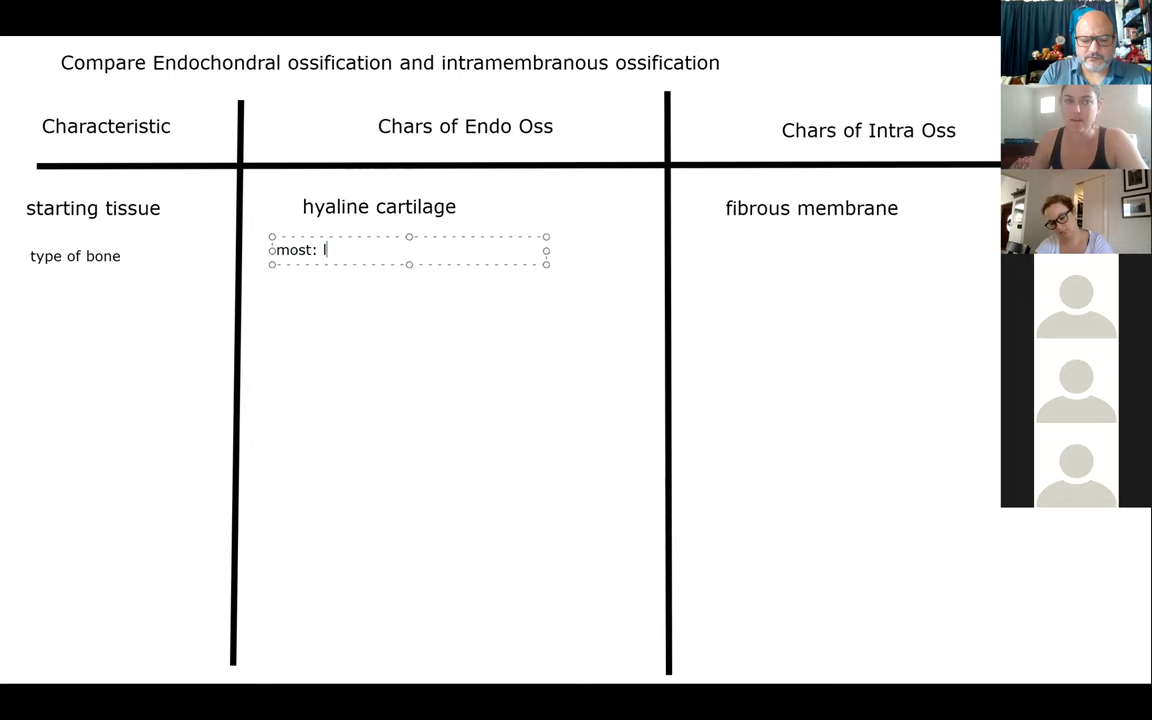 Compare Endochondral ossification and intramembranous ossification
Characteristic
Chars of Endo Oss
Chars of Intra Oss
starting tissue
hyaline cartilage
fibrous membrane
type of bone
most: l